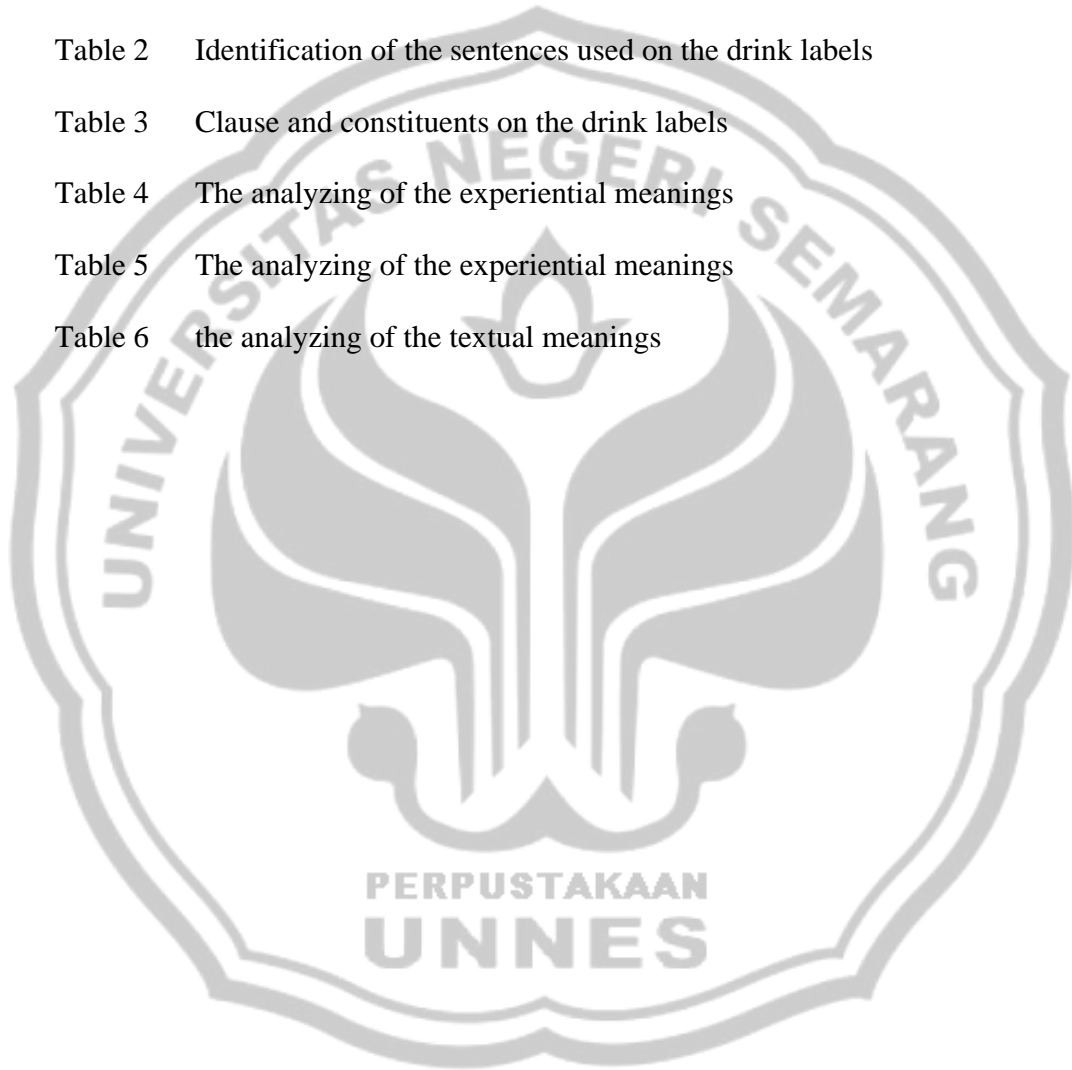 Table 2 Identification of the sentences used on the drink labels
Table 3 Clause and constituents on the drink labels
Table 4 The analyzing of the experiential meanings
Table 5 The analyzing of the experiential meanings
Table 6 the analyzing of the textual meanings
UNIVERSITAS NEGERI SEMARANG
PERPUSTAKAAN
UNNES